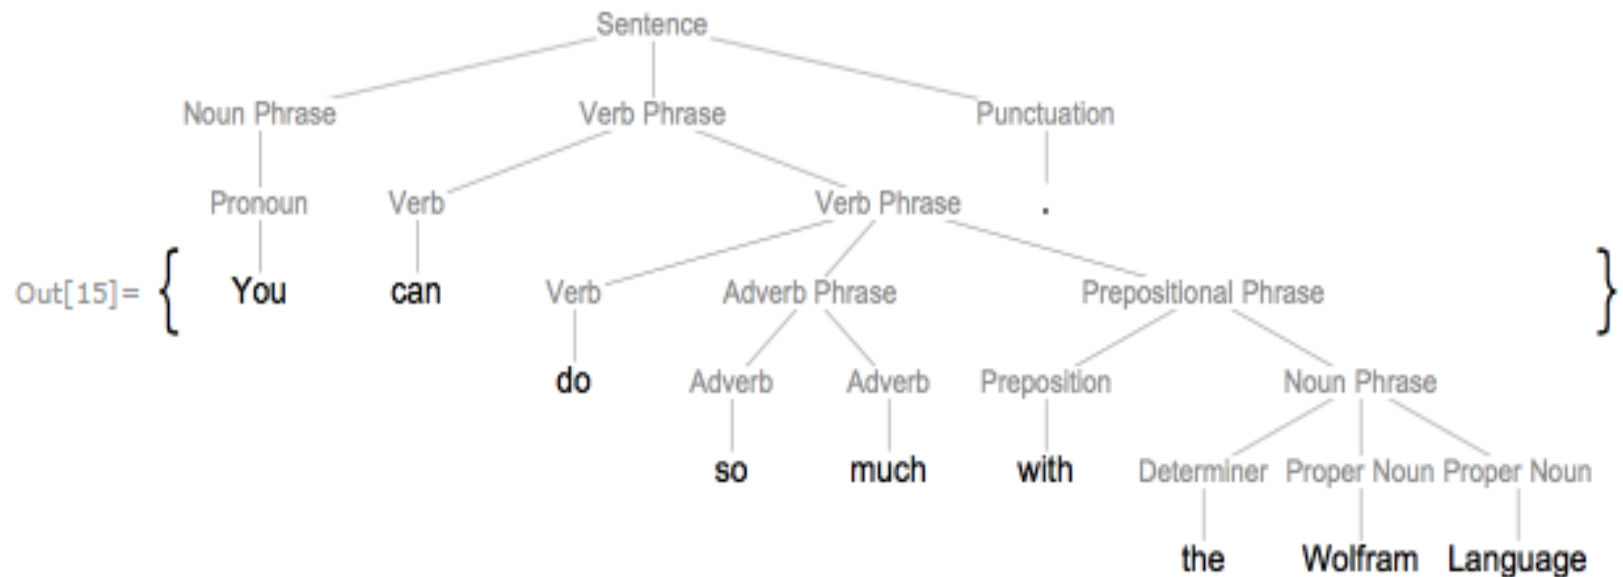 Sentence
Noun Phrase Verb Phrase Punctuation
Pronoun Verb Verb Phrase .
Out[15]= { You can Verb Adverb Phrase Prepositional Phrase }
do Adverb Adverb Preposition Noun Phrase
so much with Determiner Proper Noun Proper Noun
the Wolfram Language